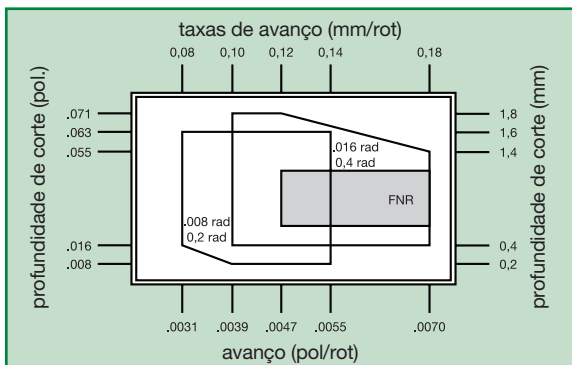 taxas de avanço (mm/rot)
0,08 0,10 0,12 0,14 0,18
profundidade de corte (pol.)
.071
.063
.055
.016
.008
.016 rad
0,4 rad
FNR
.008 rad
0,2 rad
1,8
1,6
1,4
0,4
0,2
profundidade de corte (mm)
.0031 .0039 .0047 .0055 .0070
avanço (pol/rot)